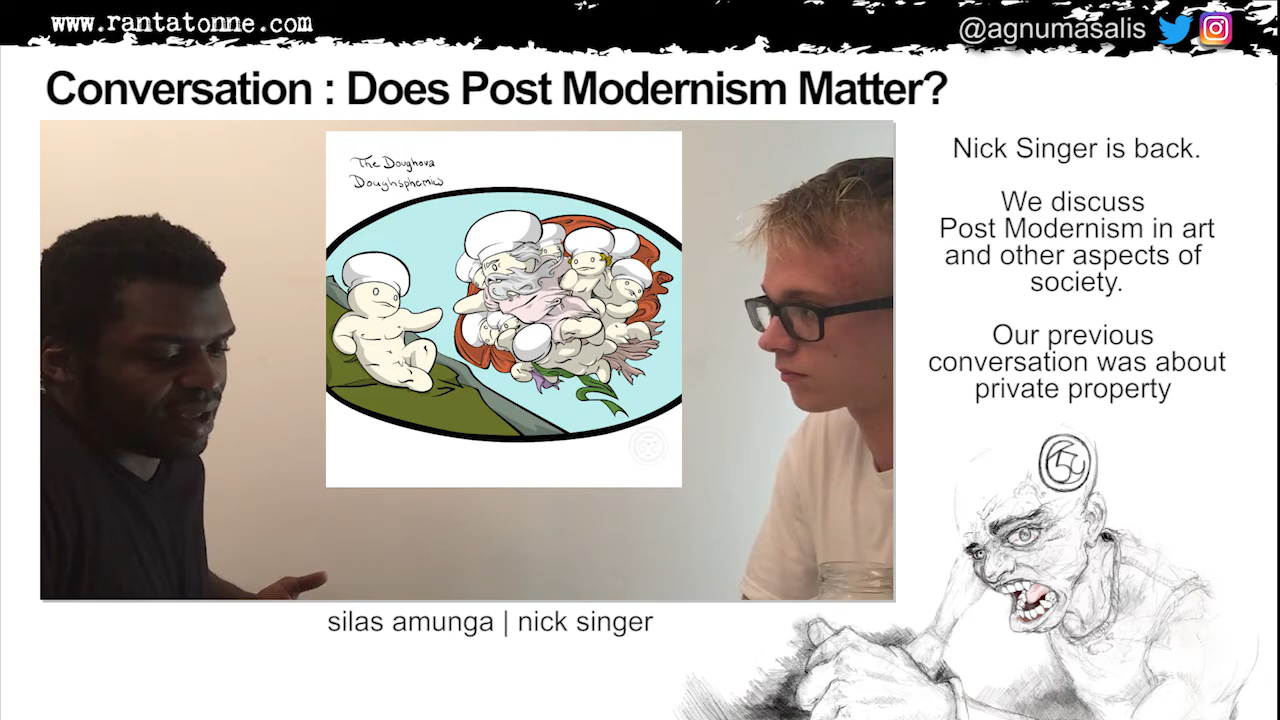 www.rantatonne.com
@agnumasalis
Conversation : Does Post Modernism Matter?
The Doughova
Doughsphemies
Nick Singer is back.
We discuss
Post Modernism in art
and other aspects of
society.
Our previous
conversation was about
private property
silas amunga | nick singer